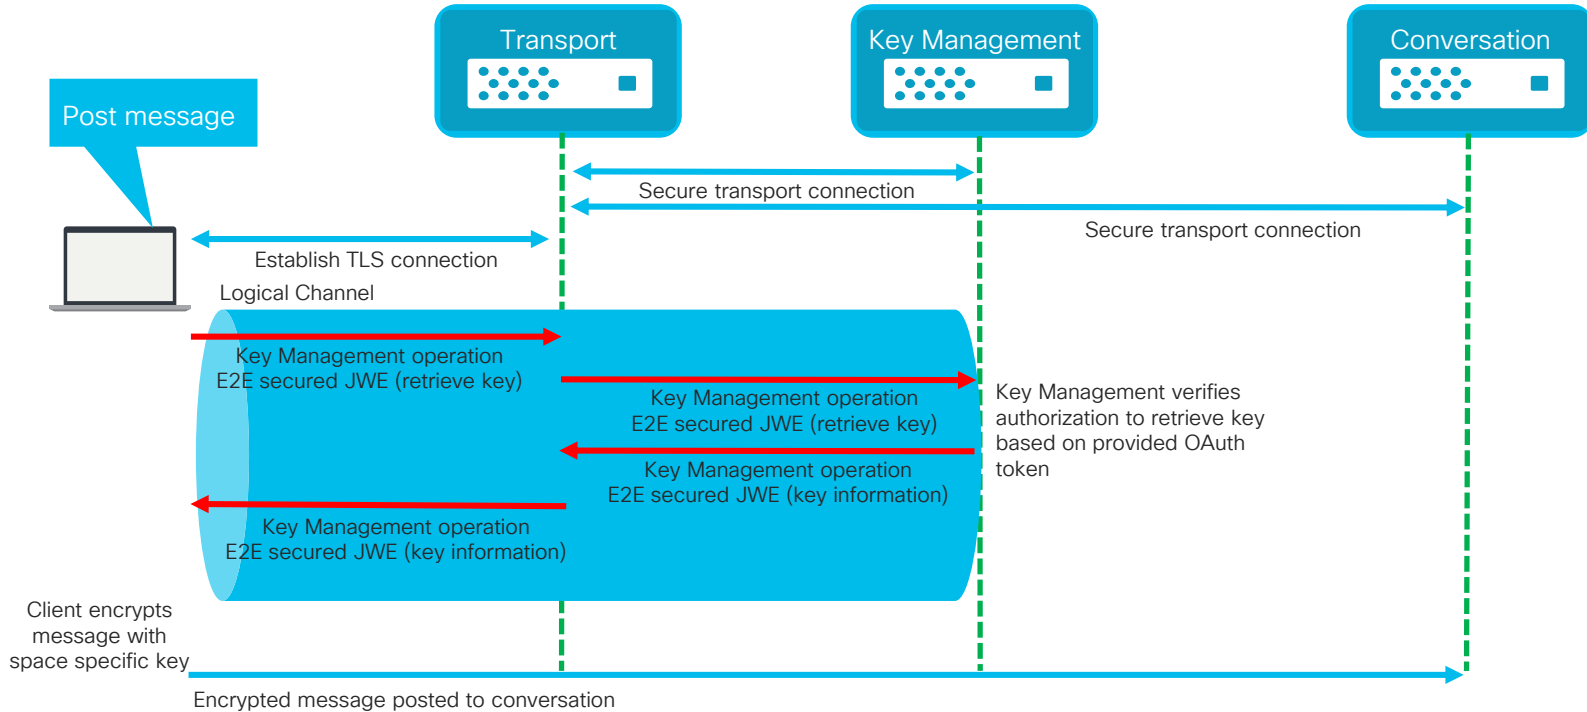 Transport
Key Management
Conversation
Post message
Secure transport connection
Secure transport connection
Establish TLS connection
Logical Channel
Key Management operation
E2E secured JWE (retrieve key)
Key Management operation
E2E secured JWE (retrieve key)
Key Management verifies
authorization to retrieve key
based on provided OAuth
token
Key Management operation
E2E secured JWE (key information)
Key Management operation
E2E secured JWE (key information)
Client encrypts
message with
space specific key
Encrypted message posted to conversation